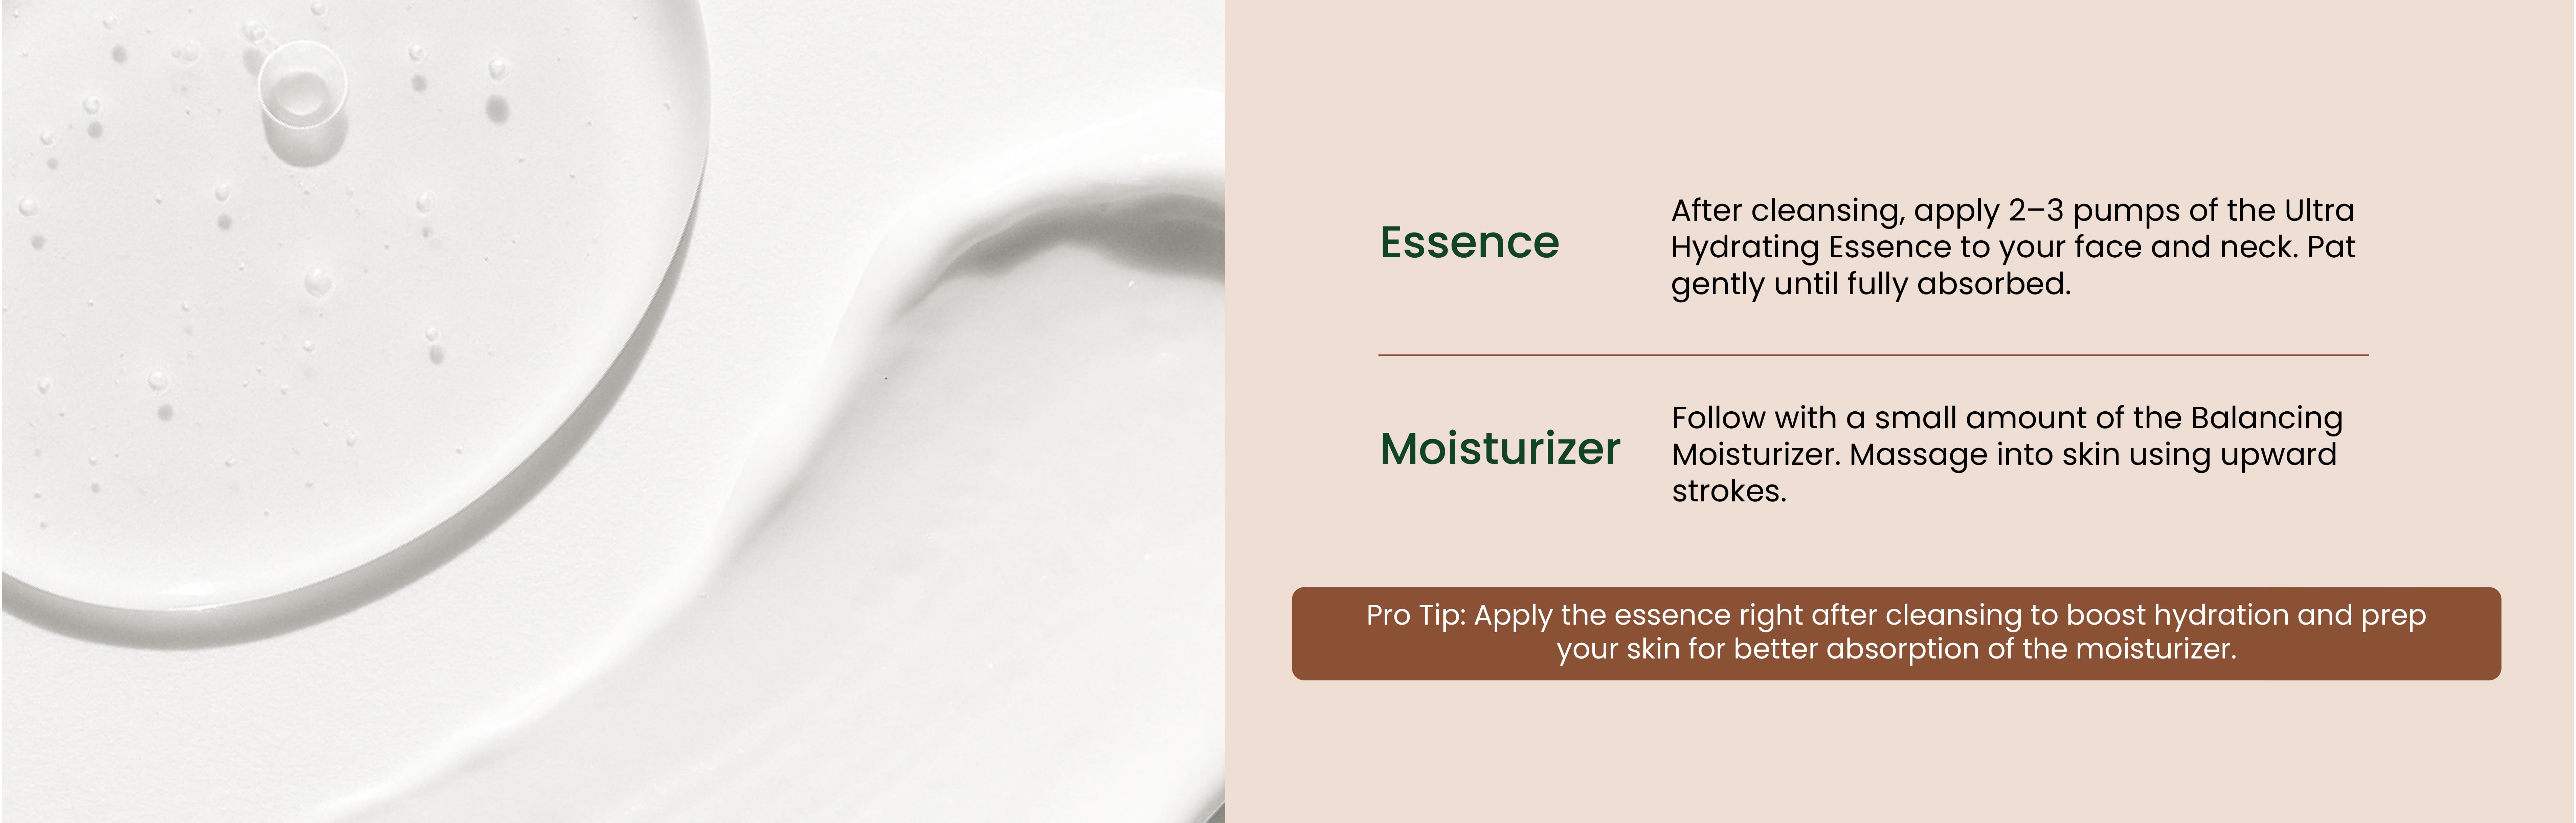 Essence
After cleansing, apply 2–3 pumps of the Ultra
Hydrating Essence to your face and neck. Pat
gently until fully absorbed.
Moisturizer
Follow with a small amount of the Balancing
Moisturizer. Massage into skin using upward
strokes.
Pro Tip: Apply the essence right after cleansing to boost hydration and prep
your skin for better absorption of the moisturizer.